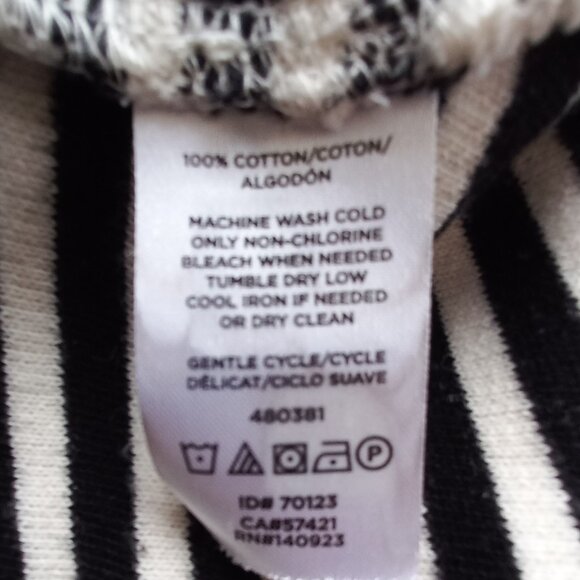 100% COTTON/COTON/
ALGODÓN
MACHINE WASH COLD
ONLY NON-CHLORINE
BLEACH WHEN NEEDED
TUMBLE DRY LOW
COOL IRON IF NEEDED
OR DRY CLEAN
GENTLE CYCLE/CYCLE
DÉLICAT/CICLO SUAVE
480381
P
ID# 70123
CA#57421
RN#140923